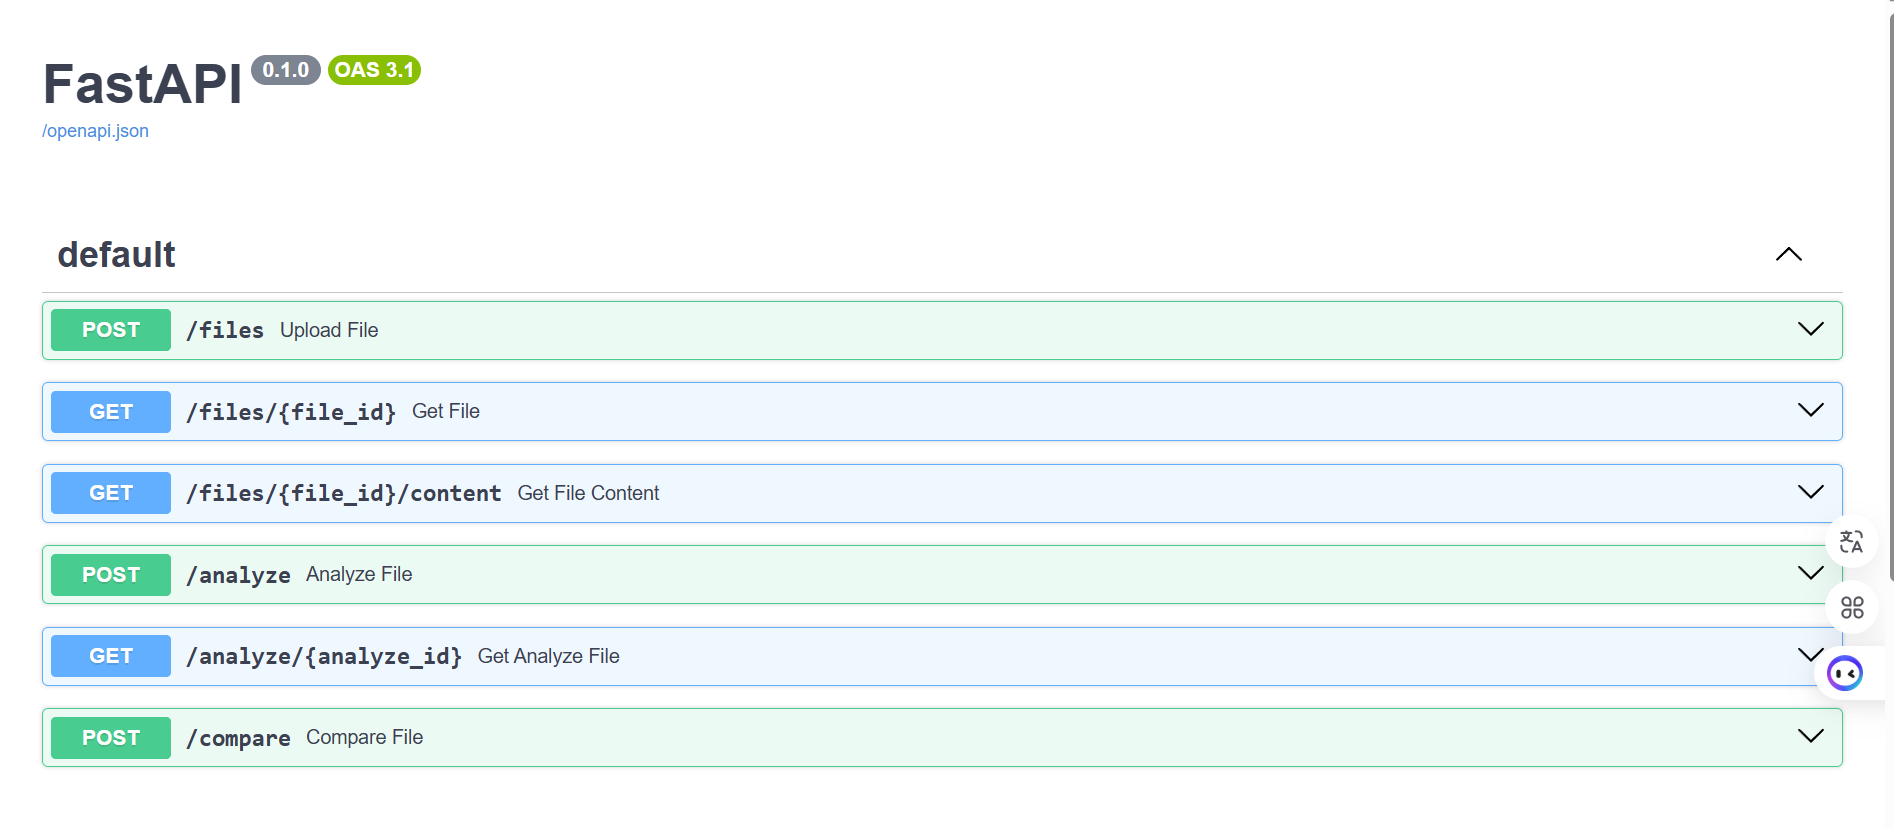 FastAPI 0.1.0 OAS 3.1
/openapi.json
default
POST /files Upload File
GET /files/{file_id} Get File
GET /files/{file_id}/content Get File Content
POST /analyze Analyze File
GET /analyze/{analyze_id} Get Analyze File
POST /compare Compare File